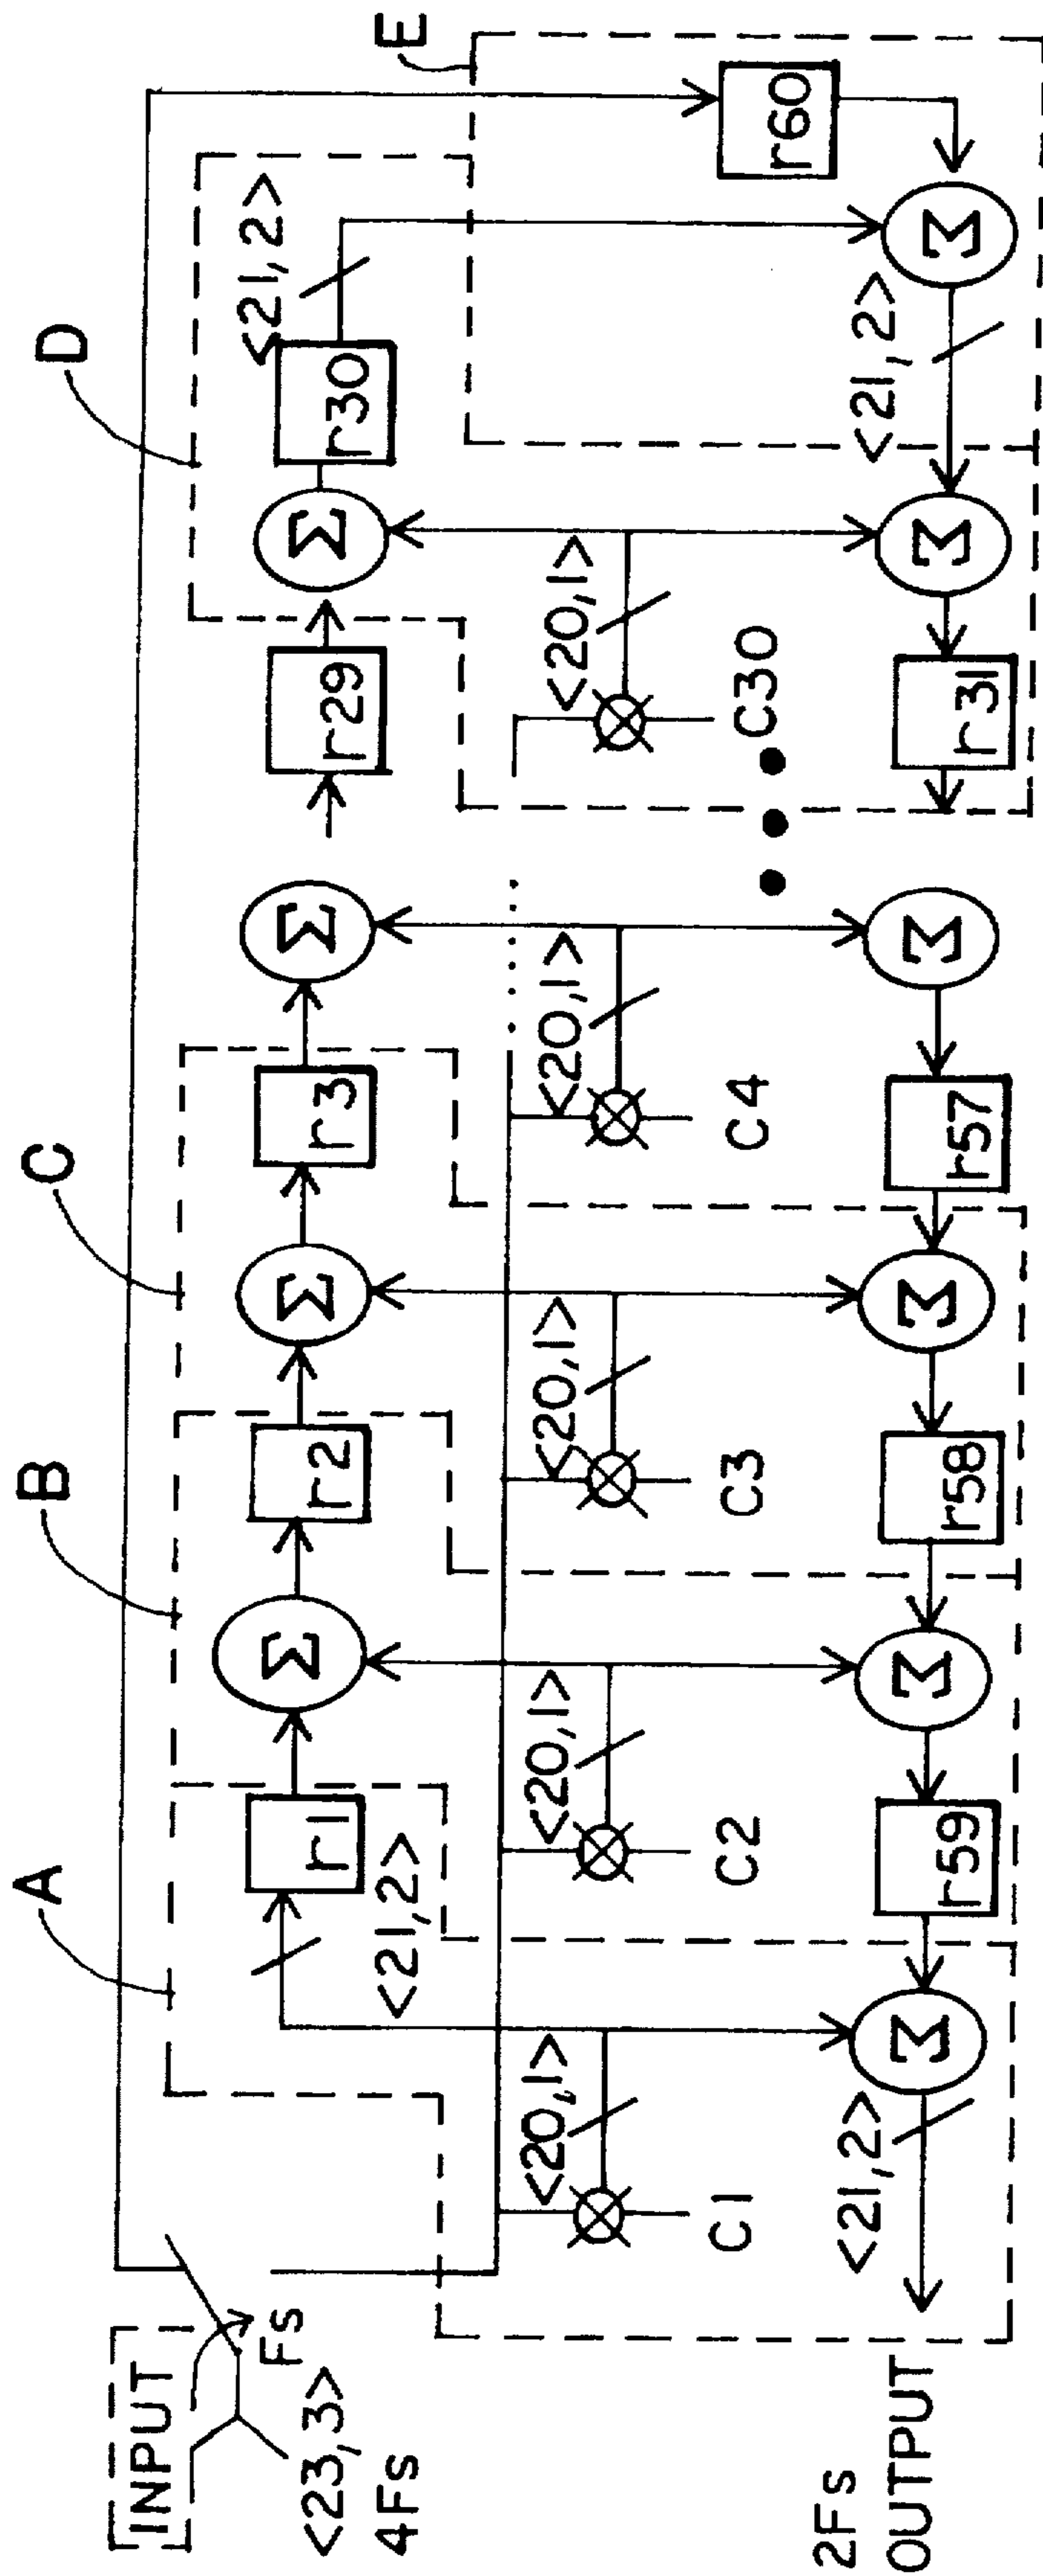 A
B
C
D
E
INPUT
Fs
<23,3>
4Fs
r1
<21,2>
Σ
r2
Σ
r3
Σ
r29
Σ
r30
<21,2>
r60
<20,1>
C1
<20,1>
C2
<20,1>
C3
<20,1>
C4
<20,1>
C30
2Fs
OUTPUT
<21,2>
Σ
r59
Σ
r58
Σ
r57
Σ
r31
Σ
<21,2>
Σ